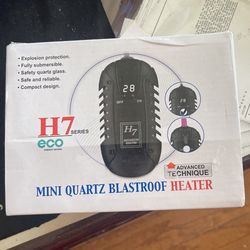 • Explosion protection.
• Fully submersible.
• Safety quartz glass.
• Safe and reliable.
• Compact design.
28
OFF
H7 SERIES
eco
H7
ADVANCED
TECHNIQUE
MINI QUARTZ BLASTROOF HEATER